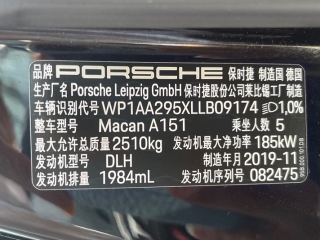 品牌 PORSCHE 保时捷 制造国 德国
生产厂名 Porsche Leipzig GmbH 保时捷股份公司莱比锡工厂制造
车辆识别代号 WP1AA295XLLB09174 1,0%
整车型号 Macan A151 乘坐人数 5
最大允许总质量 2510kg 发动机最大净功率 185kW
发动机型号 DLH 制造年月 2019-11
发动机排量 1984mL 发动机序列号 082475